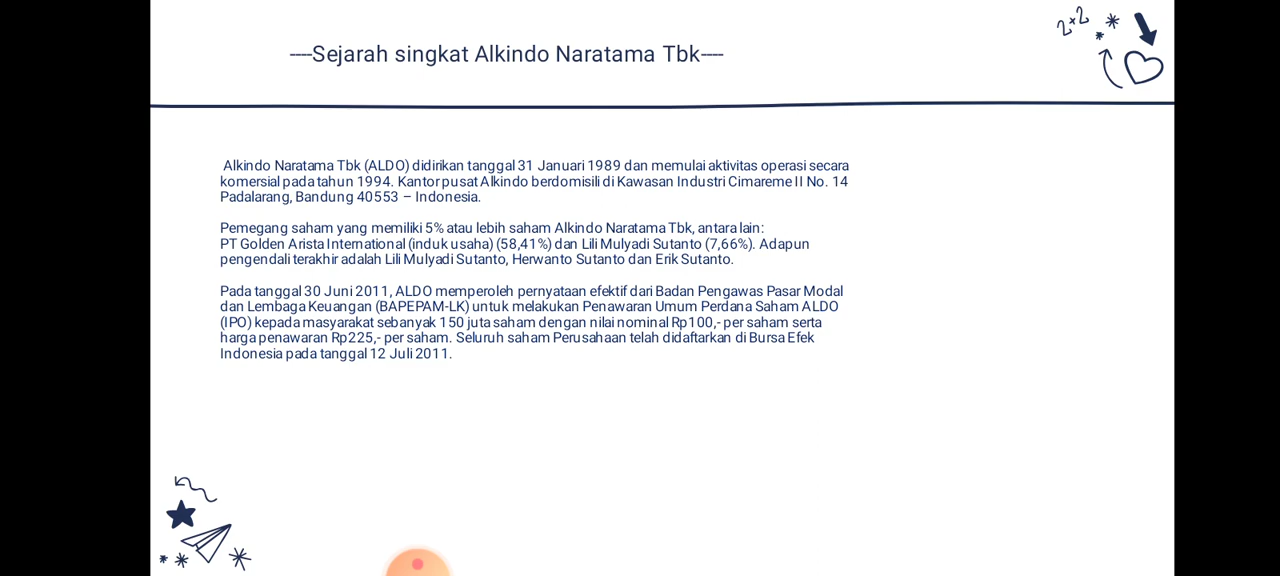 2×2
----Sejarah singkat Alkindo Naratama Tbk----
Alkindo Naratama Tbk (ALDO) didirikan tanggal 31 Januari 1989 dan memulai aktivitas operasi secara
komersial pada tahun 1994. Kantor pusat Alkindo berdomisili di Kawasan Industri Cimareme II No. 14
Padalarang, Bandung 40553 – Indonesia.
Pemegang saham yang memiliki 5% atau lebih saham Alkindo Naratama Tbk, antara lain:
PT Golden Arista International (induk usaha) (58,41%) dan Lili Mulyadi Sutanto (7,66%). Adapun
pengendali terakhir adalah Lili Mulyadi Sutanto, Herwanto Sutanto dan Erik Sutanto.
Pada tanggal 30 Juni 2011, ALDO memperoleh pernyataan efektif dari Badan Pengawas Pasar Modal
dan Lembaga Keuangan (BAPEPAM-LK) untuk melakukan Penawaran Umum Perdana Saham ALDO
(IPO) kepada masyarakat sebanyak 150 juta saham dengan nilai nominal Rp100,- per saham serta
harga penawaran Rp225,- per saham. Seluruh saham Perusahaan telah didaftarkan di Bursa Efek
Indonesia pada tanggal 12 Juli 2011.